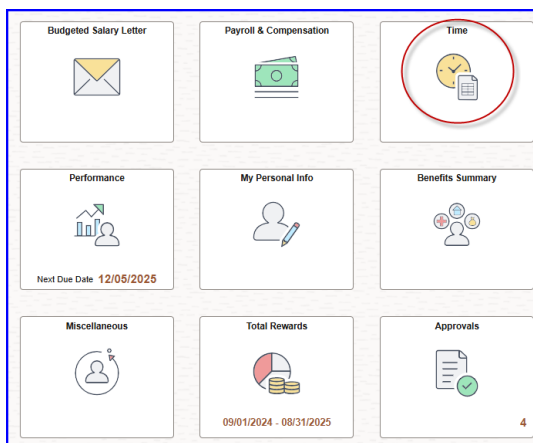 Budgeted Salary Letter
Payroll & Compensation
Time
Performance
Next Due Date 12/05/2025
My Personal Info
Benefits Summary
Miscellaneous
Total Rewards
09/01/2024 - 08/31/2025
Approvals
4